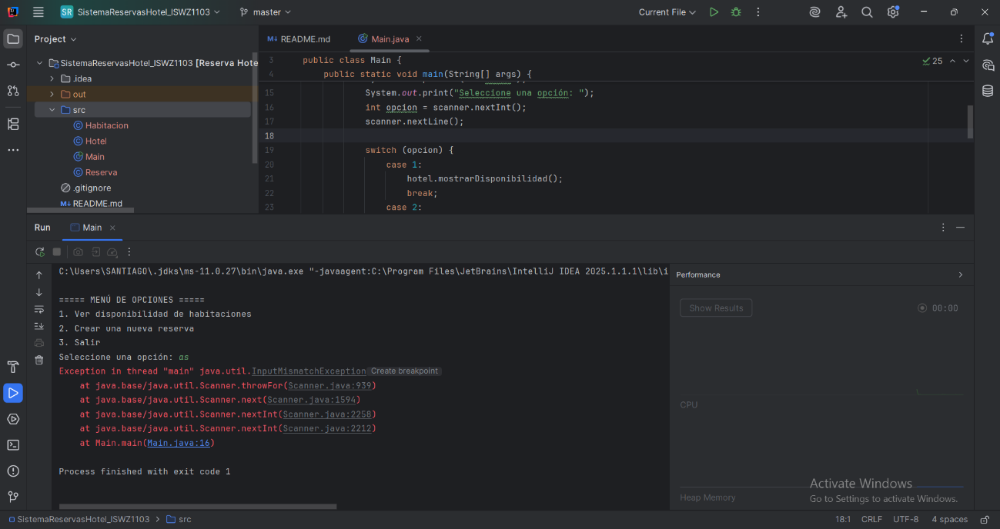 SR SistemaReservasHotel_ISWZ1103 master Current File
Project
README.md Main.java
SistemaReservasHotel_ISWZ1103 [Reserva Hote
.idea
out
src
Habitacion
Hotel
Main
Reserva
.gitignore
README.md
25
3 public class Main {
4 public static void main(String[] args) {
15 System.out.print("Seleccione una opción: ");
16 int opcion = scanner.nextInt();
17 scanner.nextLine();
18
19 switch (opcion) {
20 case 1:
21 hotel.mostrarDisponibilidad();
22 break;
23 case 2:
Run Main
C:\Users\SANTIAGO\.jdks\ms-11.0.27\bin\java.exe "-javaagent:C:\Program Files\JetBrains\IntelliJ IDEA 2025.1.1.1\lib\i
===== MENÚ DE OPCIONES =====
1. Ver disponibilidad de habitaciones
2. Crear una nueva reserva
3. Salir
Seleccione una opción: as
Exception in thread "main" java.util.InputMismatchException Create breakpoint
at java.base/java.util.Scanner.throwFor(Scanner.java:939)
at java.base/java.util.Scanner.next(Scanner.java:1594)
at java.base/java.util.Scanner.nextInt(Scanner.java:2258)
at java.base/java.util.Scanner.nextInt(Scanner.java:2212)
at Main.main(Main.java:16)
Process finished with exit code 1
Performance
Show Results 00:00
CPU
Heap Memory
Activate Windows
Go to Settings to activate Windows.
SistemaReservasHotel_ISWZ1103 src 18:1 CRLF UTF-8 4 spaces